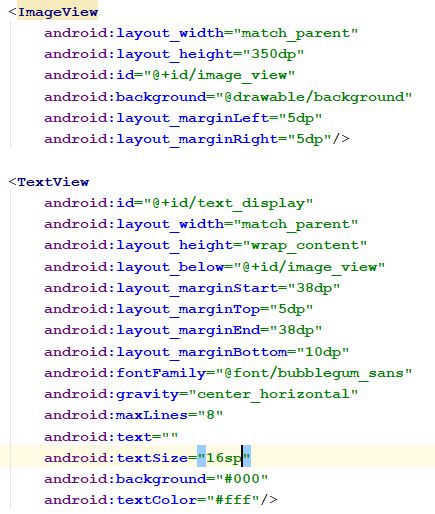 <ImageView
android:layout_width="match_parent"
android:layout_height="350dp"
android:id="@+id/image_view"
android:background="@drawable/background"
android:layout_marginLeft="5dp"
android:layout_marginRight="5dp"/>
<TextView
android:id="@+id/text_display"
android:layout_width="match_parent"
android:layout_height="wrap_content"
android:layout_below="@+id/image_view"
android:layout_marginStart="38dp"
android:layout_marginTop="5dp"
android:layout_marginEnd="38dp"
android:layout_marginBottom="10dp"
android:fontFamily="@font/bubblegum_sans"
android:gravity="center_horizontal"
android:maxLines="8"
android:text=""
android:textSize="16sp"
android:background="#000"
android:textColor="#fff"/>